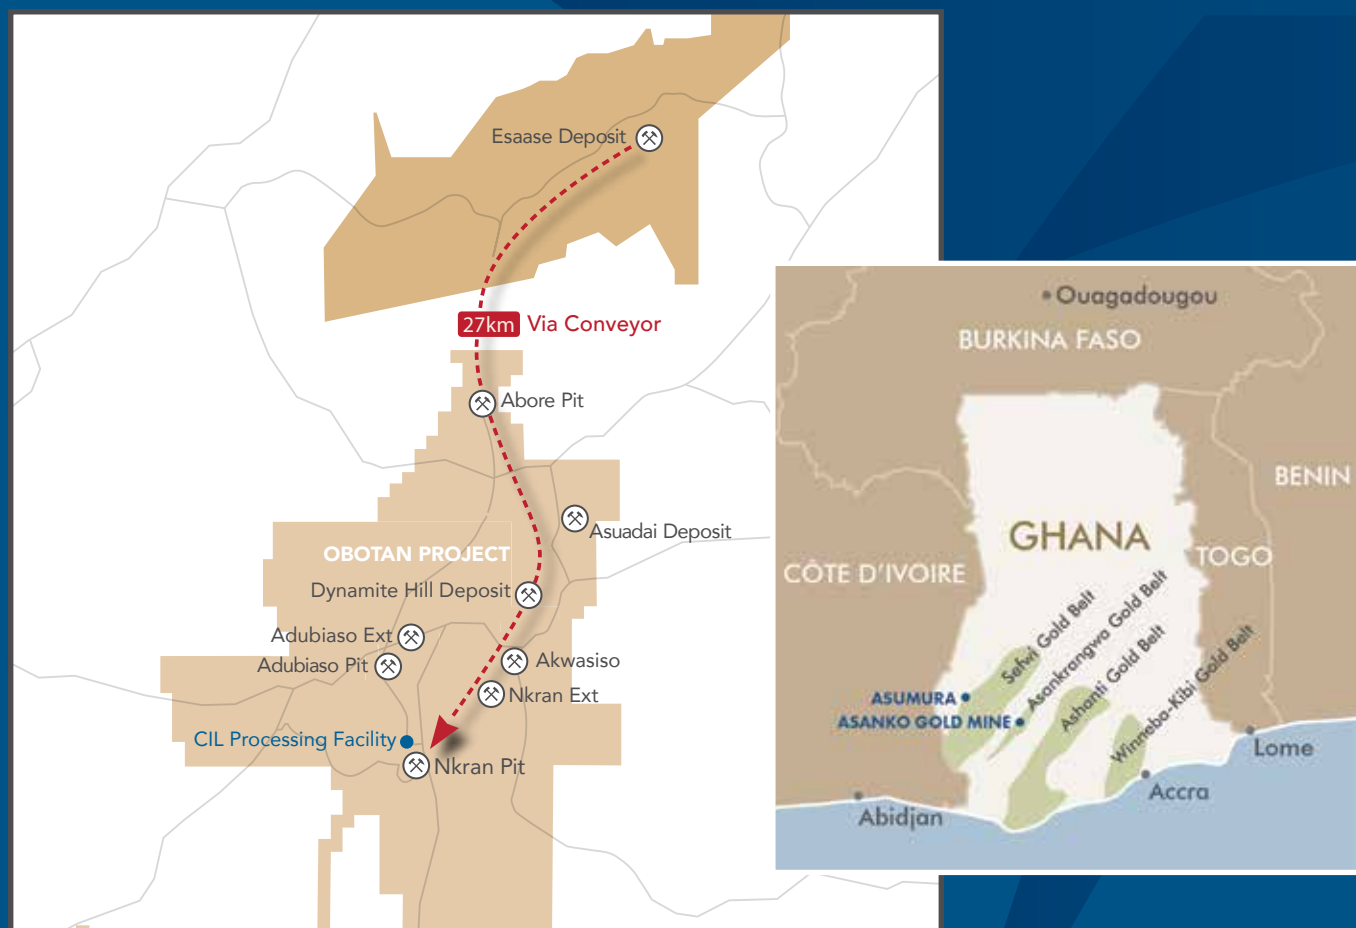 Esaase Deposit
27km Via Conveyor
Abore Pit
Asuadai Deposit
OBOTAN PROJECT
Dynamite Hill Deposit
Adubiaso Ext
Adubiaso Pit
Akwasiso
Nkran Ext
CIL Processing Facility
Nkran Pit
Ouagadougou
BURKINA FASO
BENIN
GHANA
TOGO
CÔTE D'IVOIRE
Sefwi Gold Belt
Asankrangwa Gold Belt
Ashanti Gold Belt
Winneba-Kibi Gold Belt
ASUMURA
ASANKO GOLD MINE
Lome
Accra
Abidjan